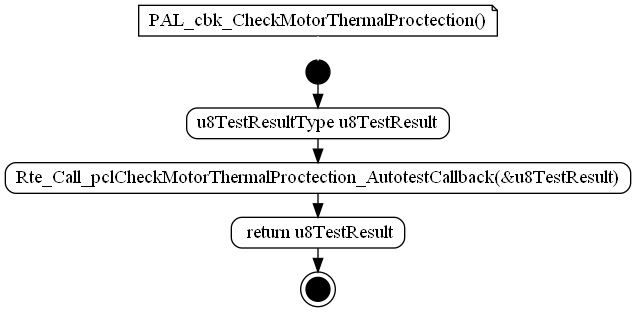 PAL_cbk_CheckMotorThermalProctection()
u8TestResultType u8TestResult
Rte_Call_pclCheckMotorThermalProctection_AutotestCallback(&u8TestResult)
return u8TestResult